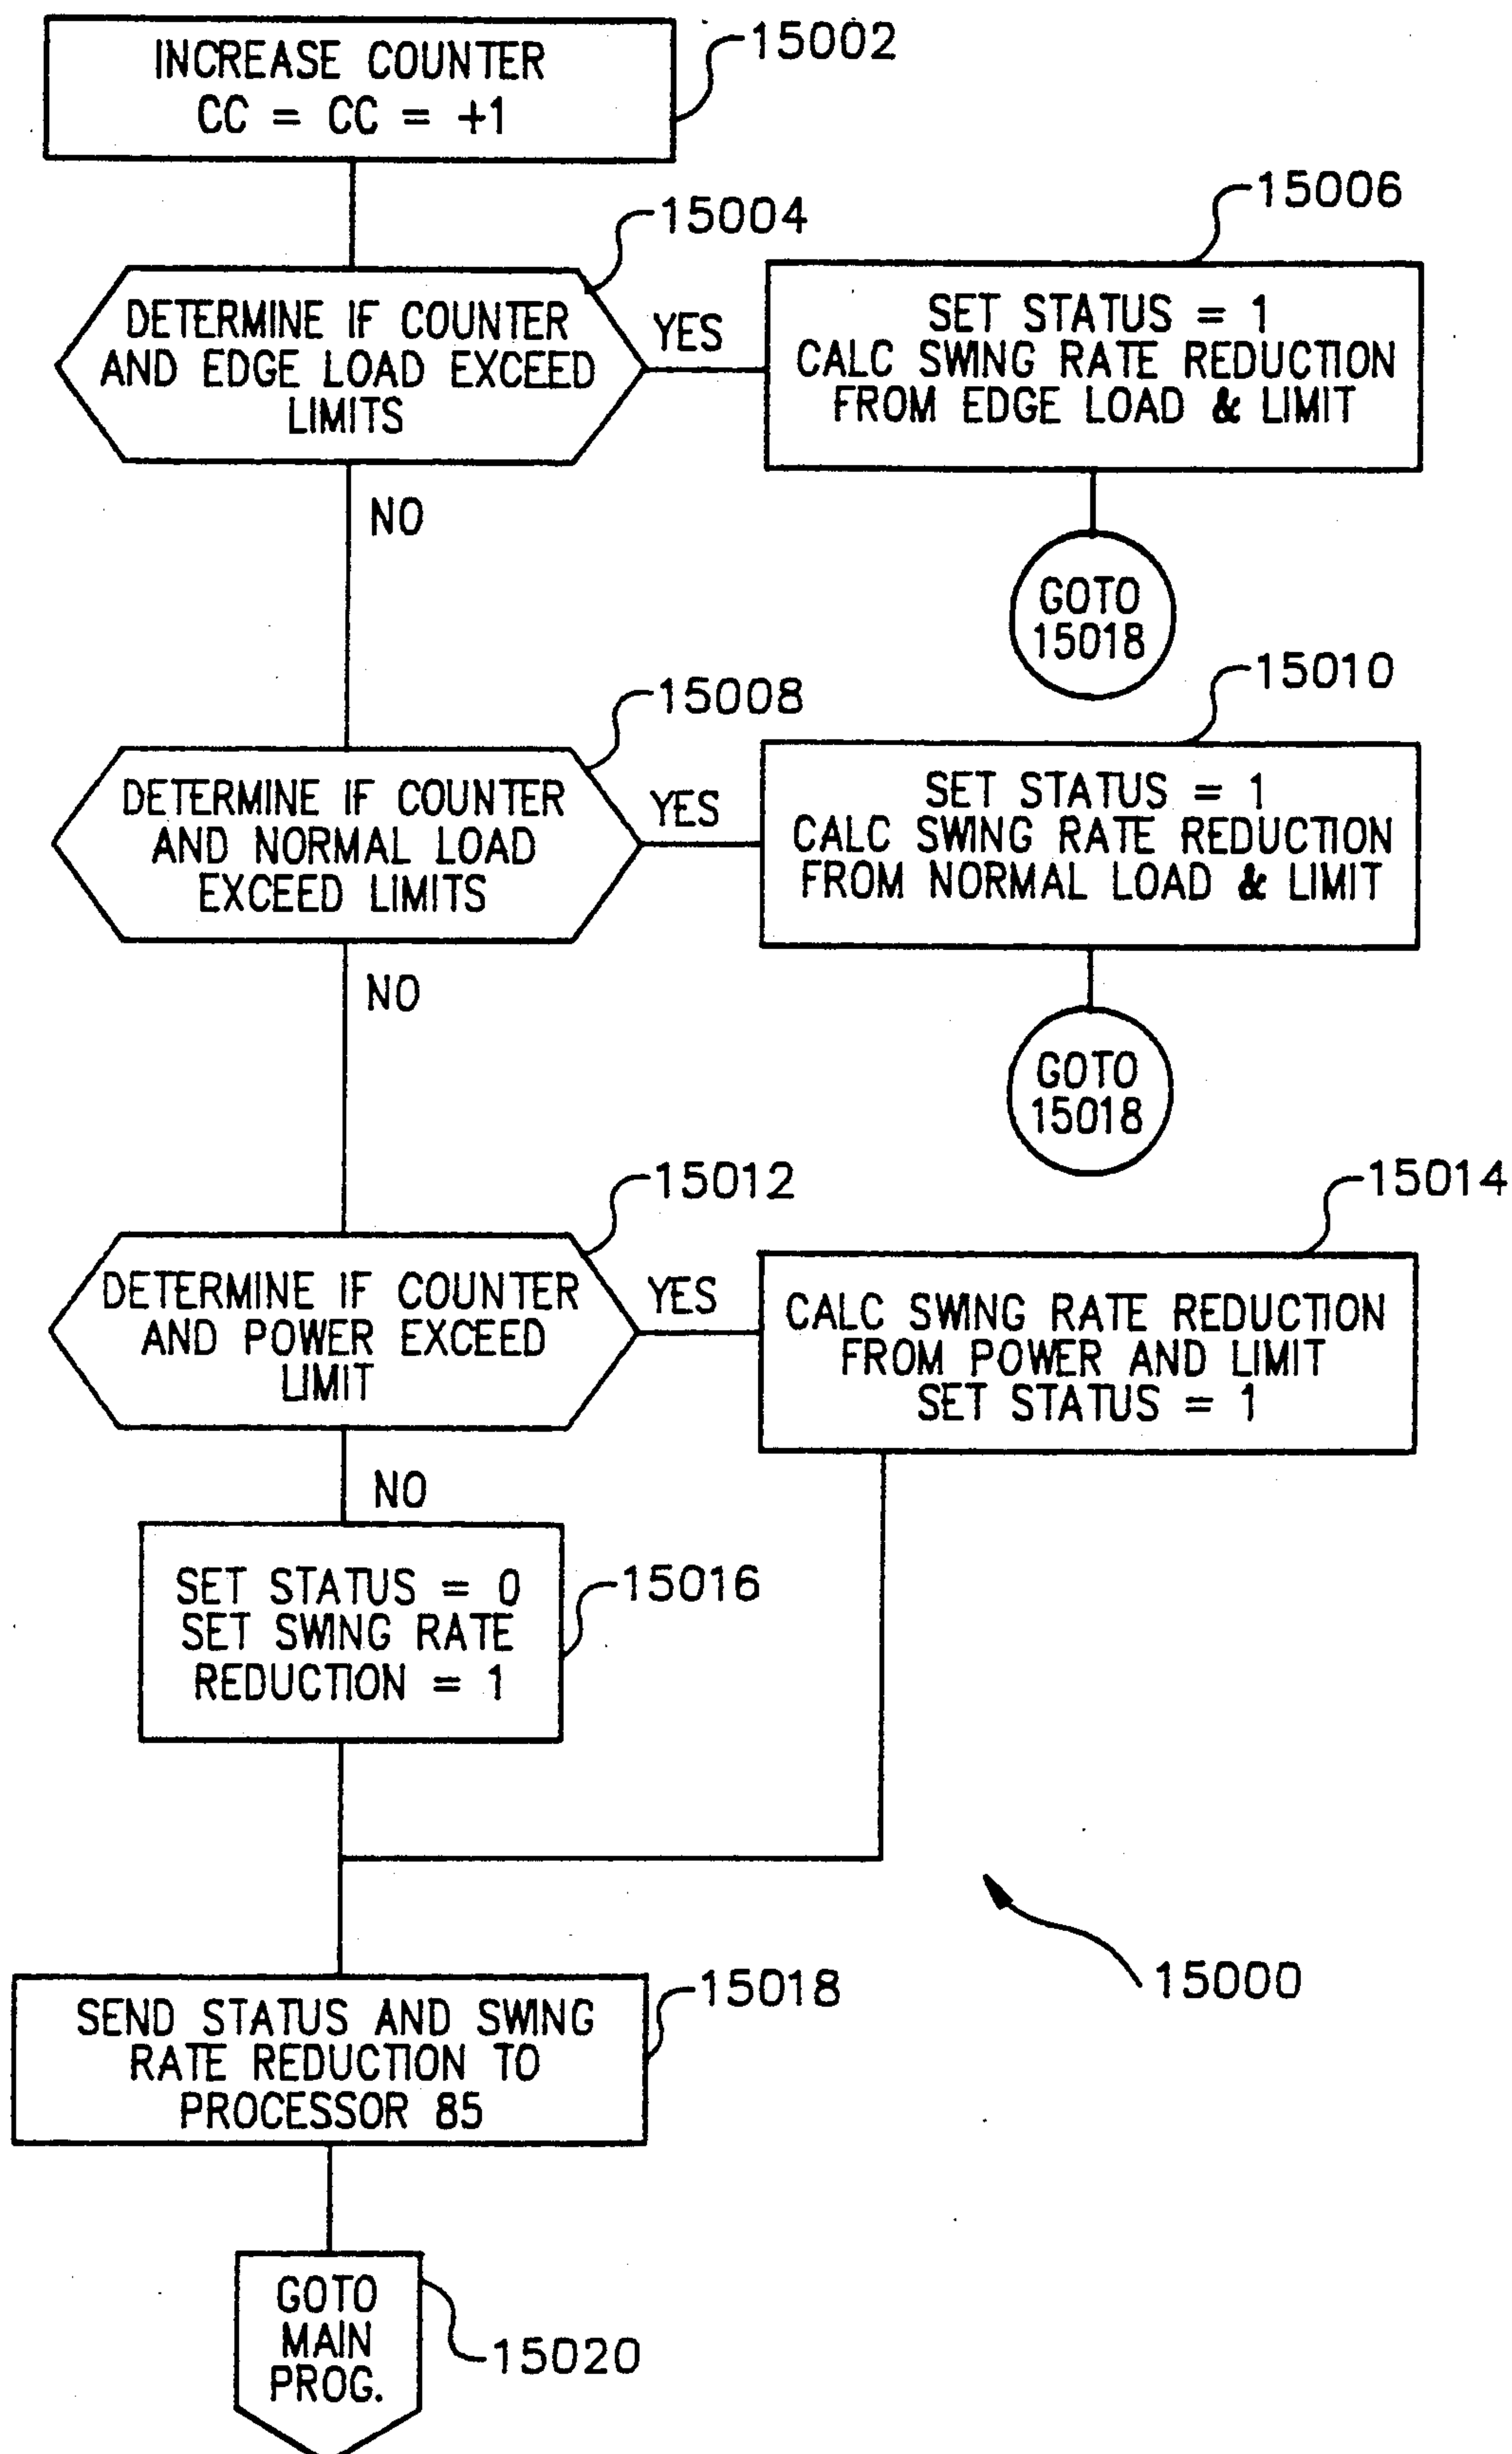 INCREASE COUNTER
CC = CC = +1
15002
15004
15006
DETERMINE IF COUNTER
AND EDGE LOAD EXCEED
LIMITS
YES
SET STATUS = 1
CALC SWING RATE REDUCTION
FROM EDGE LOAD & LIMIT
NO
GOTO
15018
15008
15010
DETERMINE IF COUNTER
AND NORMAL LOAD
EXCEED LIMITS
YES
SET STATUS = 1
CALC SWING RATE REDUCTION
FROM NORMAL LOAD & LIMIT
NO
GOTO
15018
15012
15014
DETERMINE IF COUNTER
AND POWER EXCEED
LIMIT
YES
CALC SWING RATE REDUCTION
FROM POWER AND LIMIT
SET STATUS = 1
NO
SET STATUS = 0
SET SWING RATE
REDUCTION = 1
15016
15000
SEND STATUS AND SWING
RATE REDUCTION TO
PROCESSOR 85
15018
GOTO
MAIN
PROG.
15020